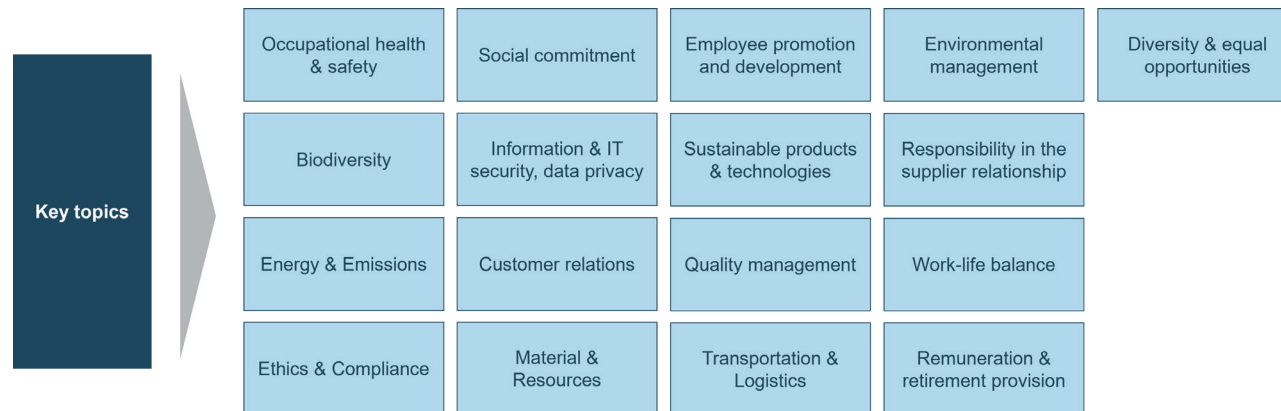 Key topics
Occupational health
& safety
Social commitment
Employee promotion
and development
Environmental
management
Diversity & equal
opportunities
Biodiversity
Information & IT
security, data privacy
Sustainable products
& technologies
Responsibility in the
supplier relationship
Energy & Emissions
Customer relations
Quality management
Work-life balance
Ethics & Compliance
Material &
Resources
Transportation &
Logistics
Remuneration &
retirement provision